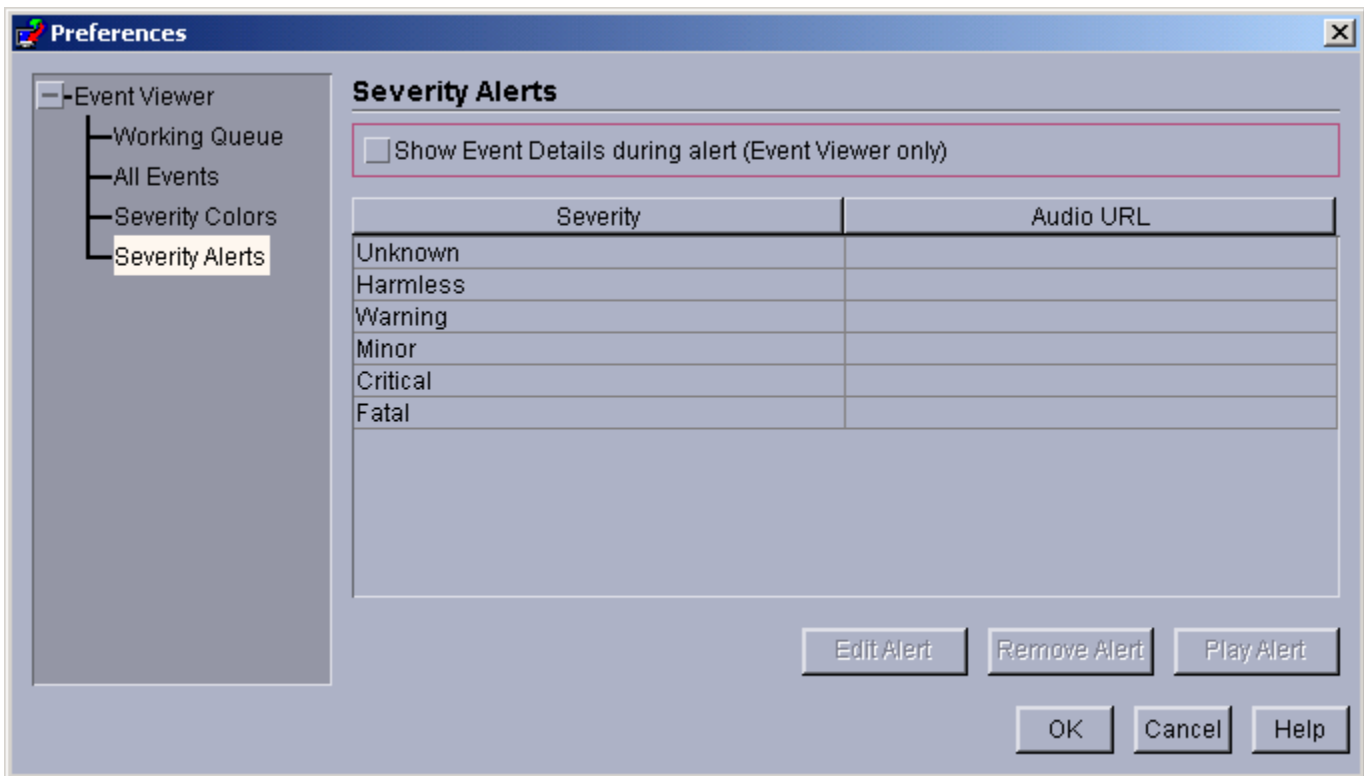 Preferences
Event Viewer
Working Queue
All Events
Severity Colors
Severity Alerts
Severity Alerts
Show Event Details during alert (Event Viewer only)
Severity Audio URL
Unknown
Harmless
Warning
Minor
Critical
Fatal
Edit Alert Remove Alert Play Alert
OK Cancel Help